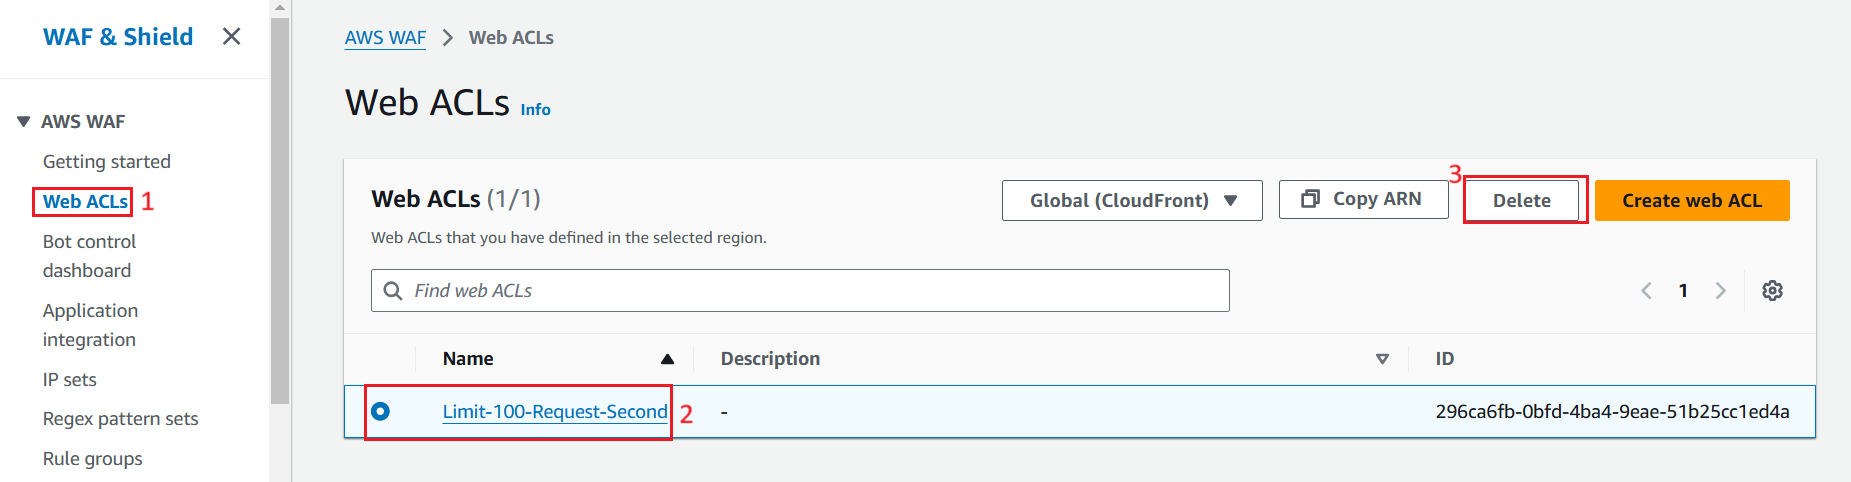 WAF & Shield
AWS WAF
Getting started
Web ACLs 1
Bot control
dashboard
Application
integration
IP sets
Regex pattern sets
Rule groups
AWS WAF > Web ACLs
Web ACLs Info
Web ACLs (1/1)
Global (CloudFront)
Copy ARN
3
Delete
Create web ACL
Web ACLs that you have defined in the selected region.
Find web ACLs
1
Name Description ID
Limit-100-Request-Second 2 - 296ca6fb-0bfd-4ba4-9eae-51b25cc1ed4a